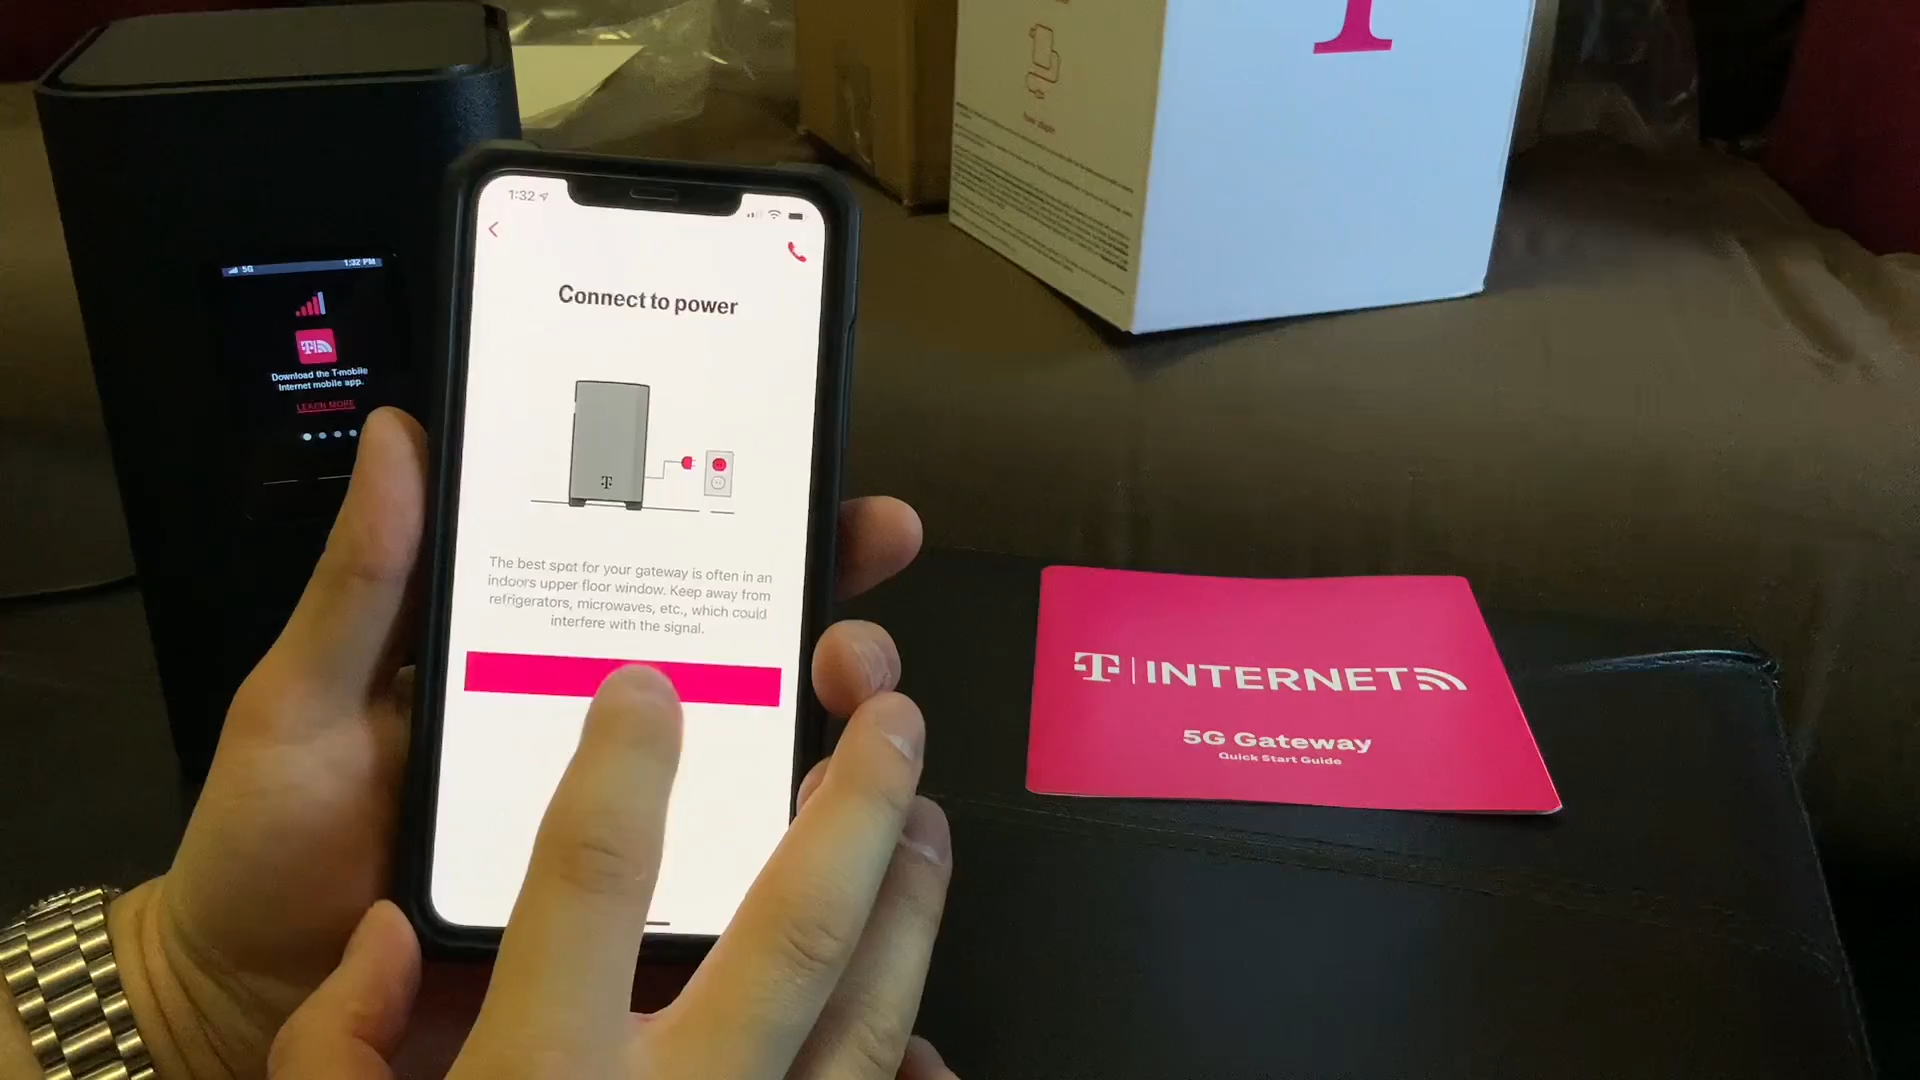 5G 1:32 PM
T
Download the T-mobile
Internet mobile app.
LEARN MORE
1:32
Connect to power
T
The best spot for your gateway is often in an
indoors upper floor window. Keep away from
refrigerators, microwaves, etc., which could
interfere with the signal.
Power adapter
T
T | INTERNET
5G Gateway
Quick Start Guide